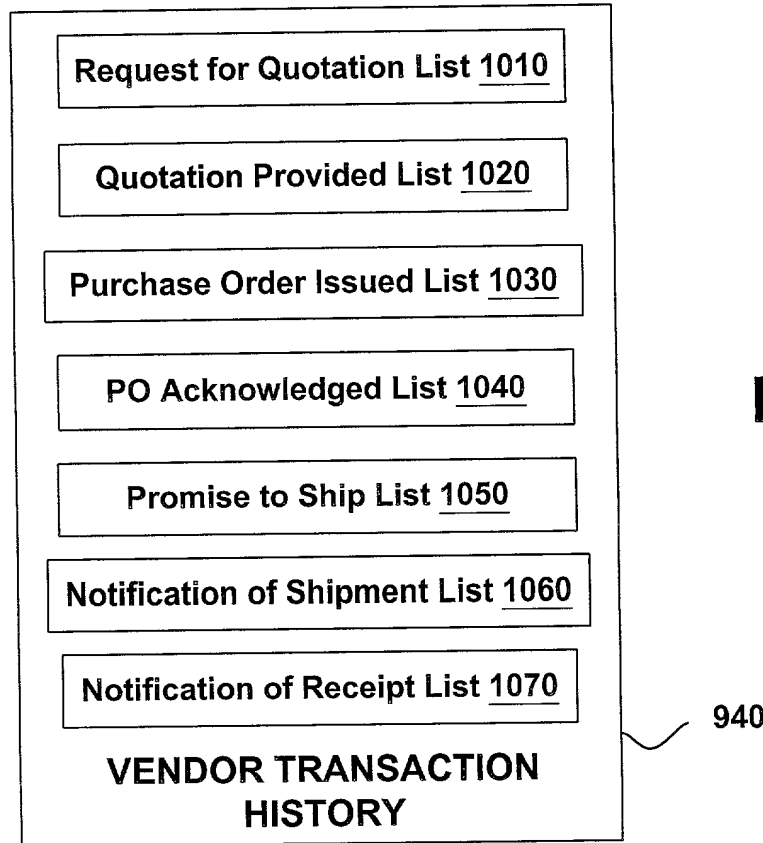 Request for Quotation List 1010
Quotation Provided List 1020
Purchase Order Issued List 1030
PO Acknowledged List 1040
Promise to Ship List 1050
Notification of Shipment List 1060
Notification of Receipt List 1070
940
VENDOR TRANSACTION
HISTORY